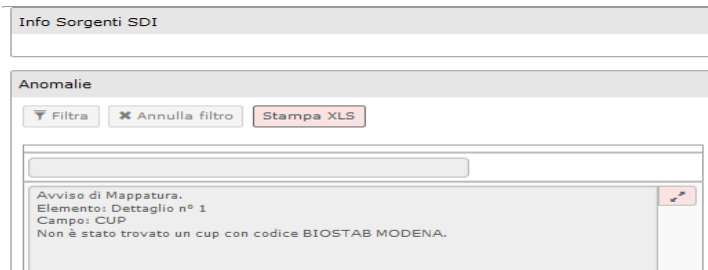 Info Sorgenti SDI
Anomalie
Filtra
Annulla filtro
Stampa XLS
Avviso di Mappatura.
Elemento: Dettaglio n° 1
Campo: CUP
Non è stato trovato un cup con codice BIOSTAB MODENA.